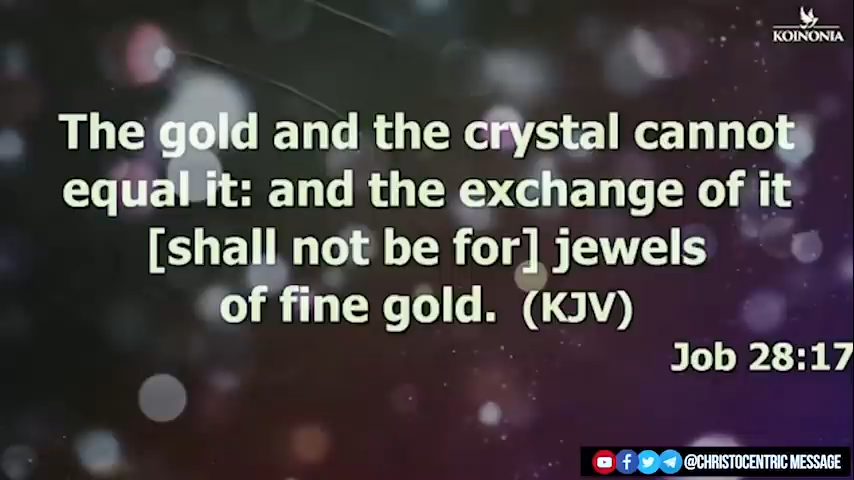 KOINONIA
The gold and the crystal cannot
equal it: and the exchange of it
[shall not be for] jewels
of fine gold. (KJV)
Job 28:17
@CHRISTOCENTRIC MESSAGE